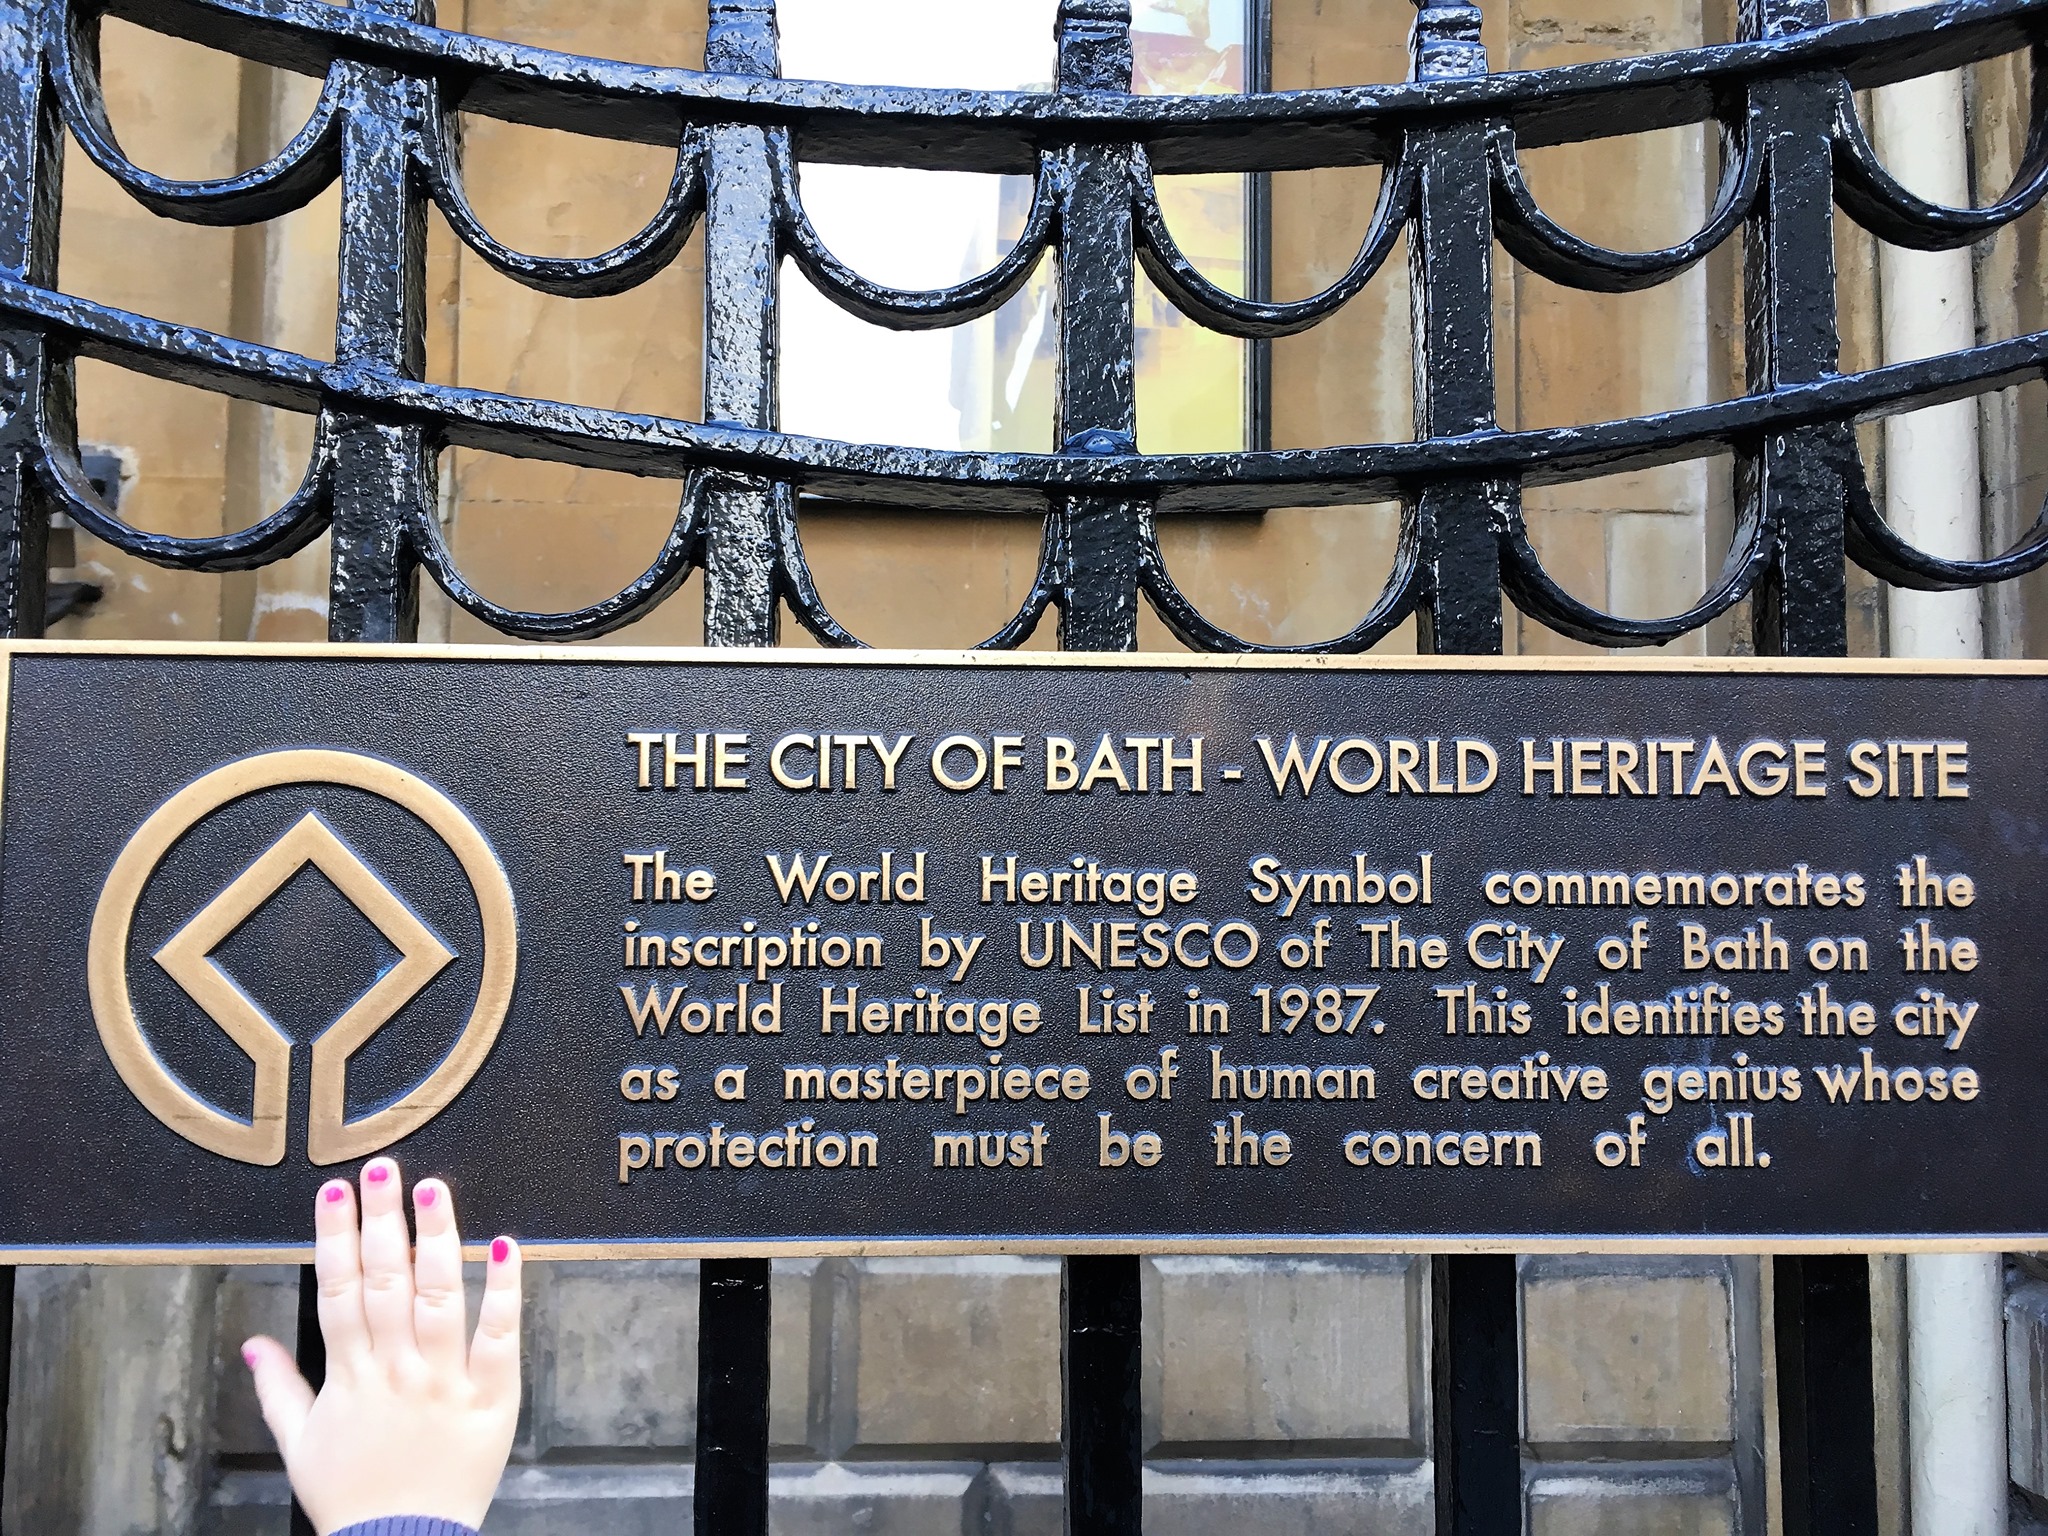 THE CITY OF BATH - WORLD HERITAGE SITE
The World Heritage Symbol commemorates the
inscription by UNESCO of The City of Bath on the
World Heritage List in 1987. This identifies the city
as a masterpiece of human creative genius whose
protection must be the concern of all.